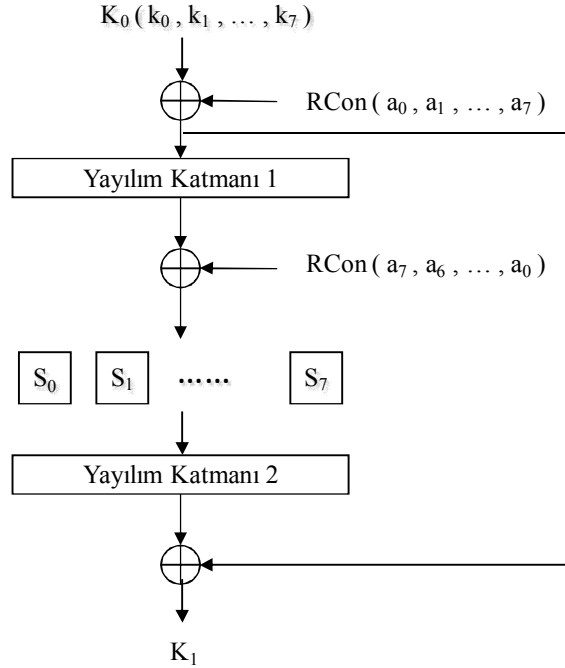 K₀ ( k₀ , k₁ , … , k₇ )
RCon ( a₀ , a₁ , … , a₇ )
Yayılım Katmanı 1
RCon ( a₇ , a₆ , … , a₀ )
S₀ S₁ …… S₇
Yayılım Katmanı 2
K₁